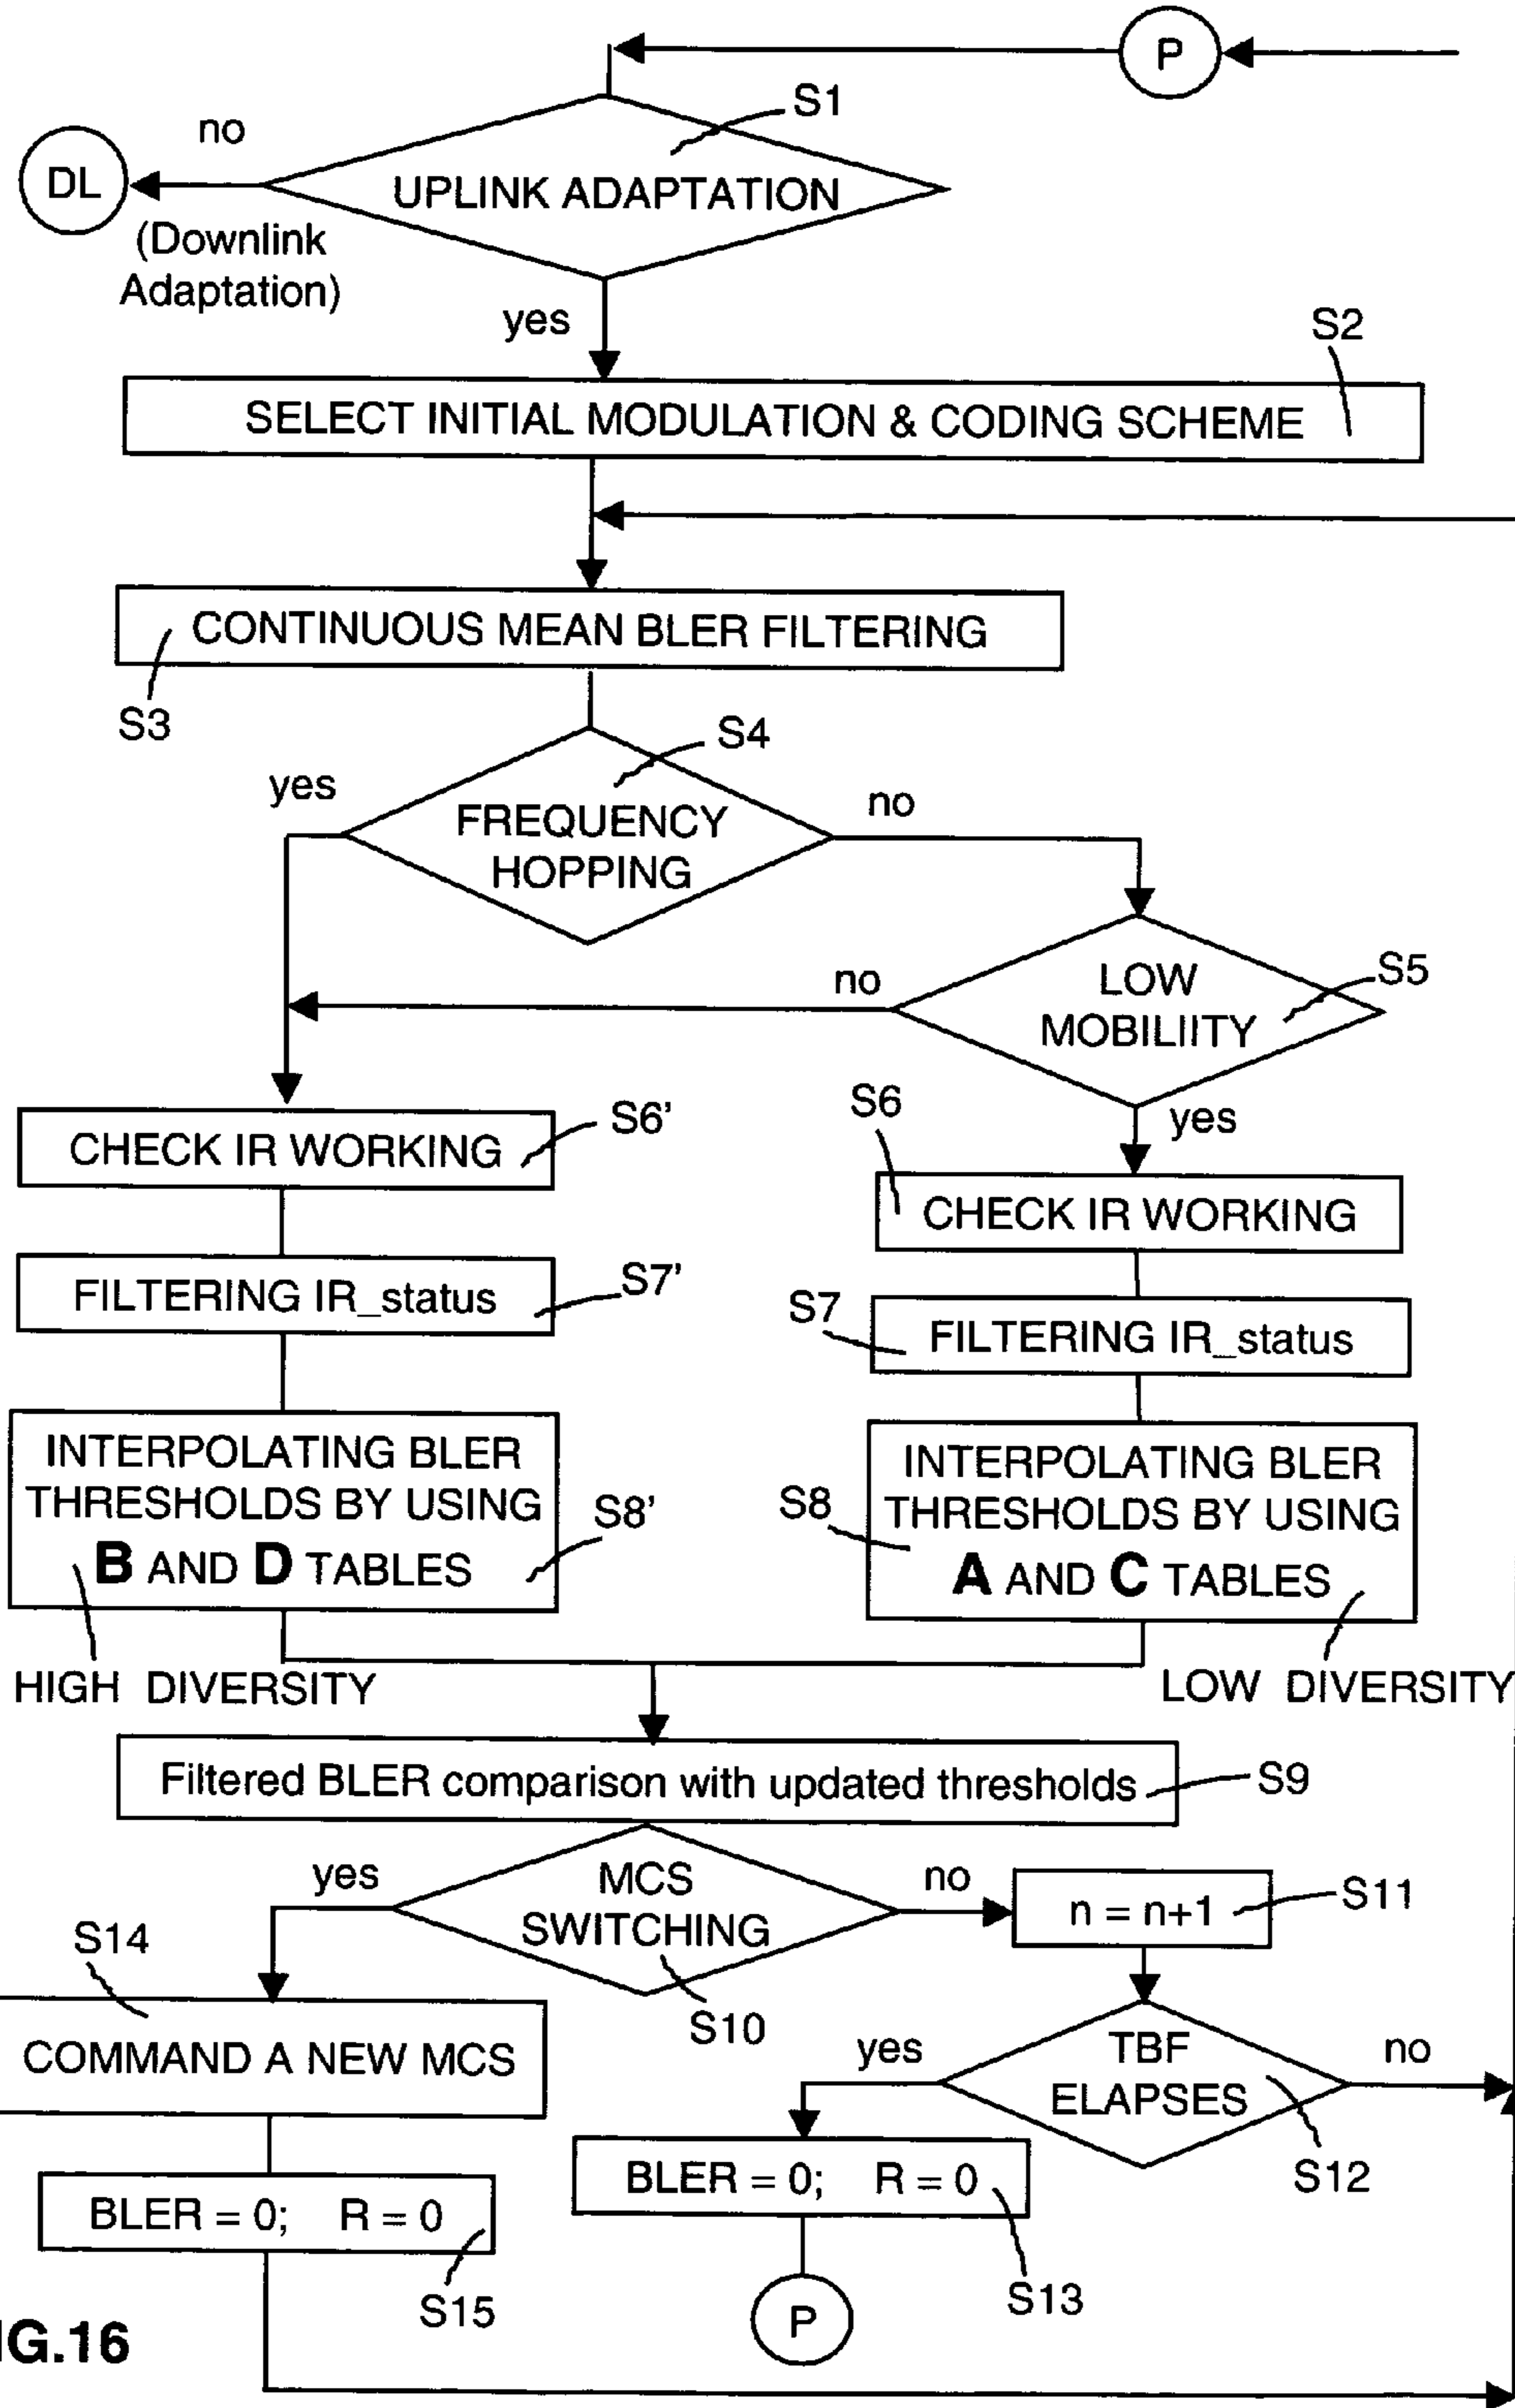 P
S1
no
DL
UPLINK ADAPTATION
(Downlink
Adaptation)
yes
S2
SELECT INITIAL MODULATION & CODING SCHEME
CONTINUOUS MEAN BLER FILTERING
S3
S4
yes
no
FREQUENCY
HOPPING
no
LOW
MOBILIITY
S5
S6'
S6
yes
CHECK IR WORKING
CHECK IR WORKING
S7'
FILTERING IR_status
S7
FILTERING IR_status
INTERPOLATING BLER
THRESHOLDS BY USING
B AND D TABLES
S8'
S8
INTERPOLATING BLER
THRESHOLDS BY USING
A AND C TABLES
HIGH DIVERSITY
LOW DIVERSITY
Filtered BLER comparison with updated thresholds
S9
yes
MCS
SWITCHING
no
n = n+1
S11
S14
S10
COMMAND A NEW MCS
yes
TBF
ELAPSES
no
S12
BLER = 0; R = 0
BLER = 0; R = 0
S13
S15
P
IG.16